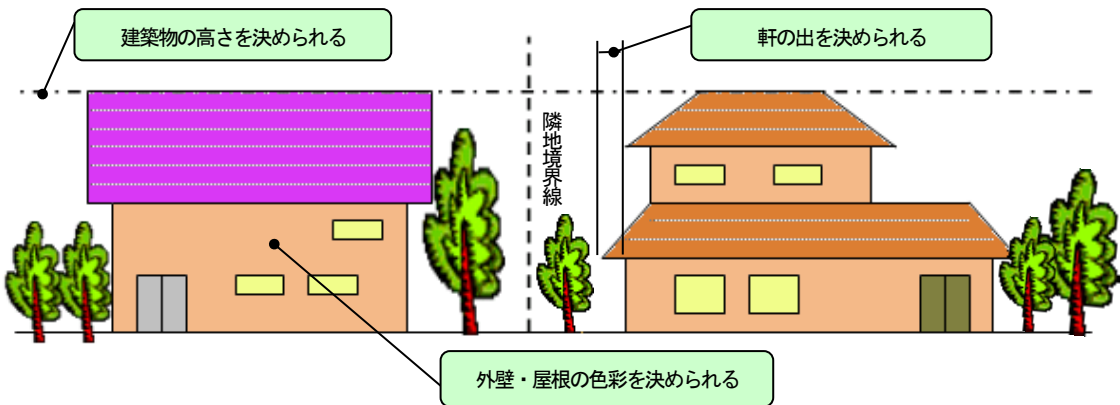 建築物の高さを決められる
軒の出を決められる
隣地境界線
外壁・屋根の色彩を決められる